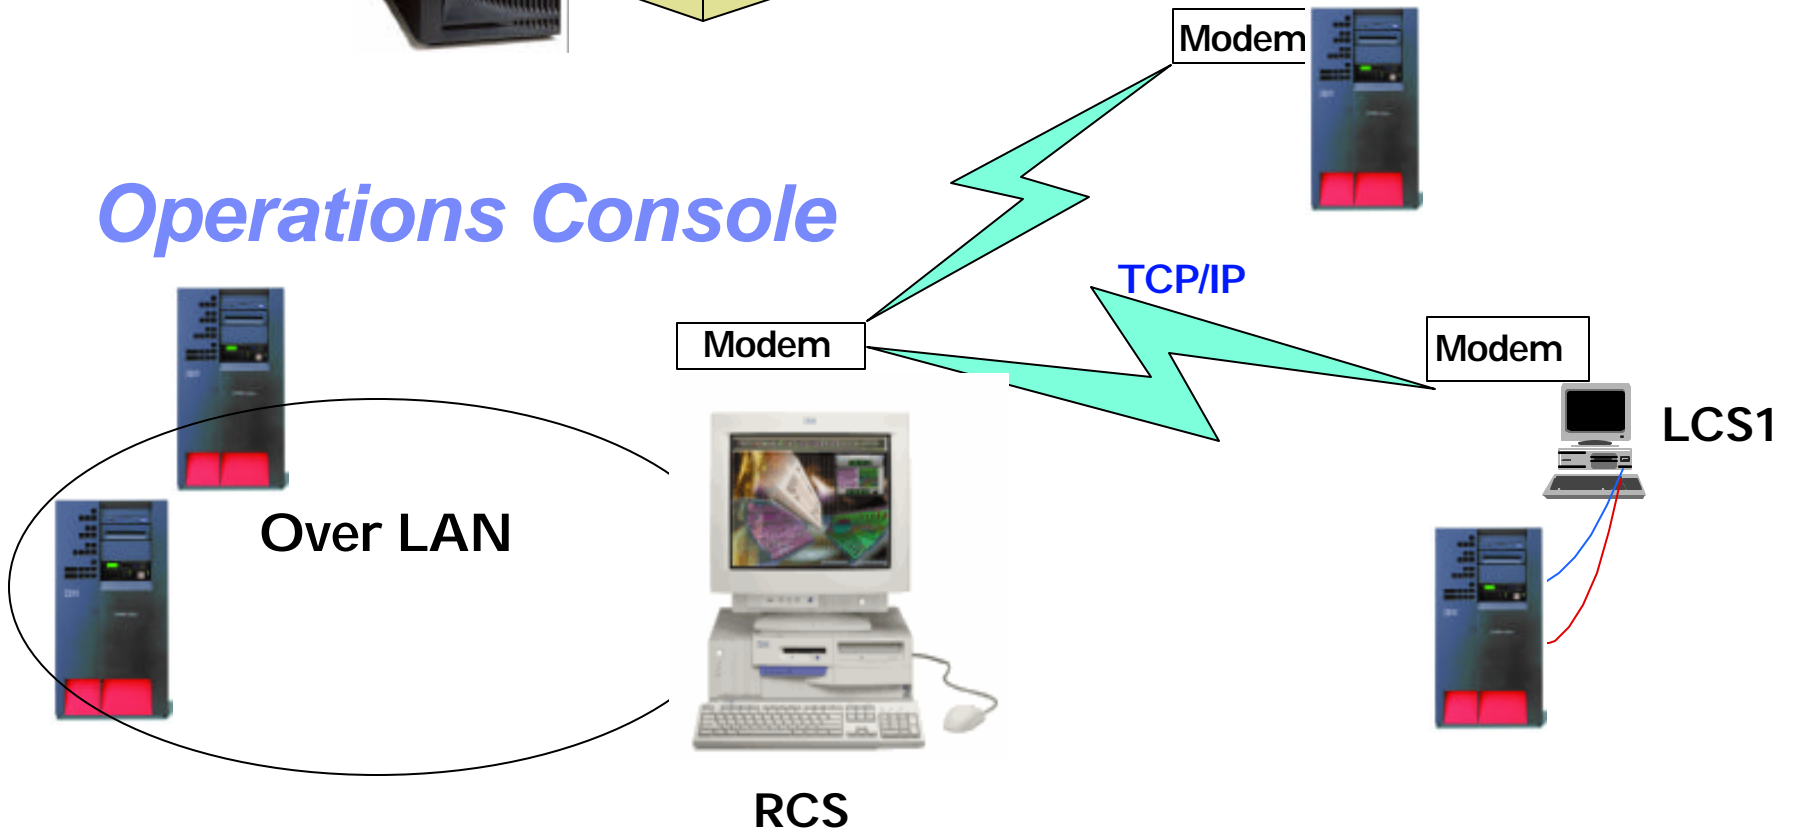 Modem
Operations Console
TCP/IP
Modem
Modem
LCS1
Over LAN
RCS